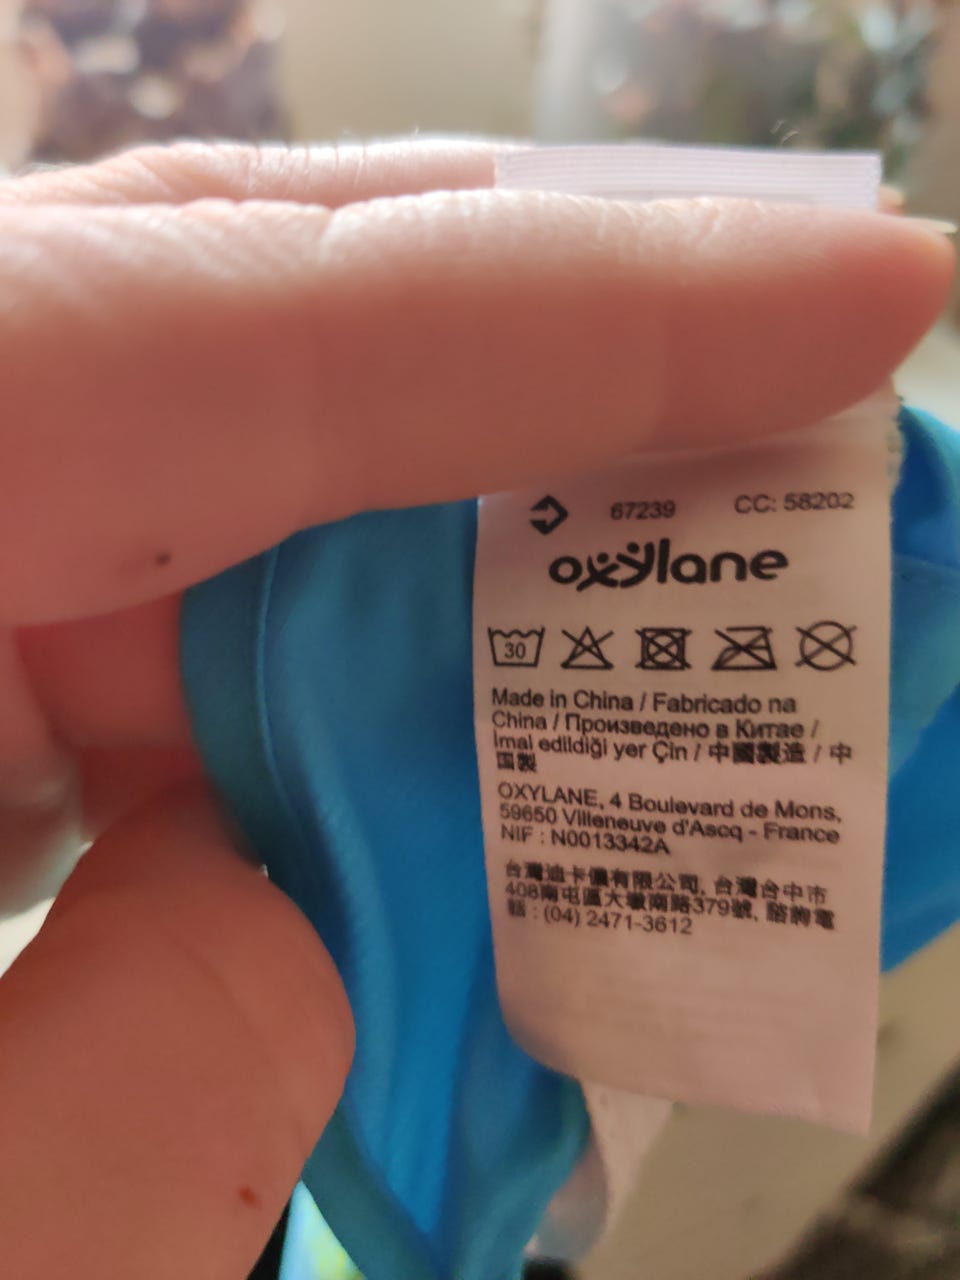 67239 CC: 58202
oxylane
30
Made in China / Fabricado na
China / Произведено в Китае /
İmal edildiği yer Çin / 中國製造 / 中
国製
OXYLANE, 4 Boulevard de Mons,
59650 Villeneuve d'Ascq - France
NIF : N0013342A
台灣迪卡儂有限公司, 台灣台中市
408南屯區大墩南路379號, 諮詢電
話 : (04) 2471-3612